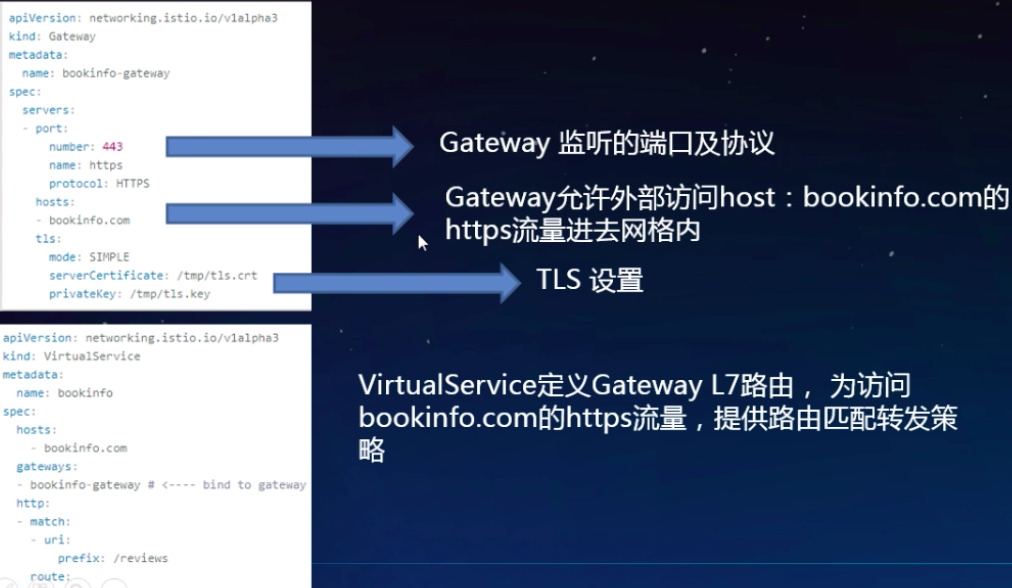 apiVersion: networking.istio.io/v1alpha3
kind: Gateway
metadata:
  name: bookinfo-gateway
spec:
  servers:
  - port:
      number: 443
      name: https
      protocol: HTTPS
    hosts:
    - bookinfo.com
    tls:
      mode: SIMPLE
      serverCertificate: /tmp/tls.crt
      privateKey: /tmp/tls.key
Gateway 监听的端口及协议
Gateway允许外部访问host：bookinfo.com的
https流量进去网格内
TLS 设置
apiVersion: networking.istio.io/v1alpha3
kind: VirtualService
metadata:
  name: bookinfo
spec:
  hosts:
    - bookinfo.com
  gateways:
  - bookinfo-gateway # <---- bind to gateway
  http:
  - match:
    - uri:
        prefix: /reviews
    route:
VirtualService定义Gateway L7路由， 为访问
bookinfo.com的https流量，提供路由匹配转发策
略